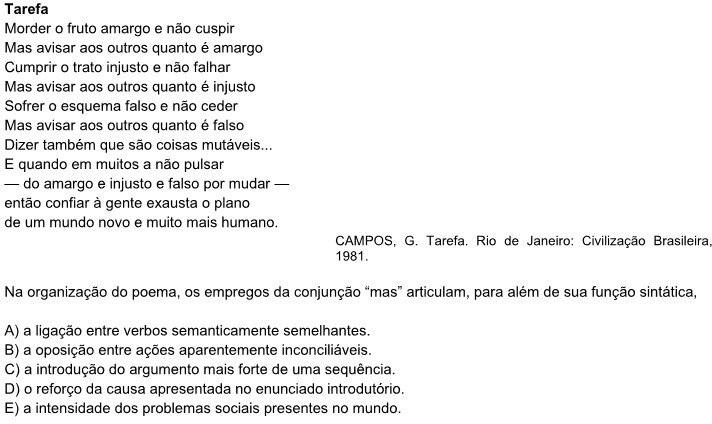 Tarefa
Morder o fruto amargo e não cuspir
Mas avisar aos outros quanto é amargo
Cumprir o trato injusto e não falhar
Mas avisar aos outros quanto é injusto
Sofrer o esquema falso e não ceder
Mas avisar aos outros quanto é falso
Dizer também que são coisas mutáveis...
E quando em muitos a não pulsar
— do amargo e injusto e falso por mudar —
então confiar à gente exausta o plano
de um mundo novo e muito mais humano.
CAMPOS, G. Tarefa. Rio de Janeiro: Civilização Brasileira,
1981.
Na organização do poema, os empregos da conjunção “mas” articulam, para além de sua função sintática,
A) a ligação entre verbos semanticamente semelhantes.
B) a oposição entre ações aparentemente inconciliáveis.
C) a introdução do argumento mais forte de uma sequência.
D) o reforço da causa apresentada no enunciado introdutório.
E) a intensidade dos problemas sociais presentes no mundo.